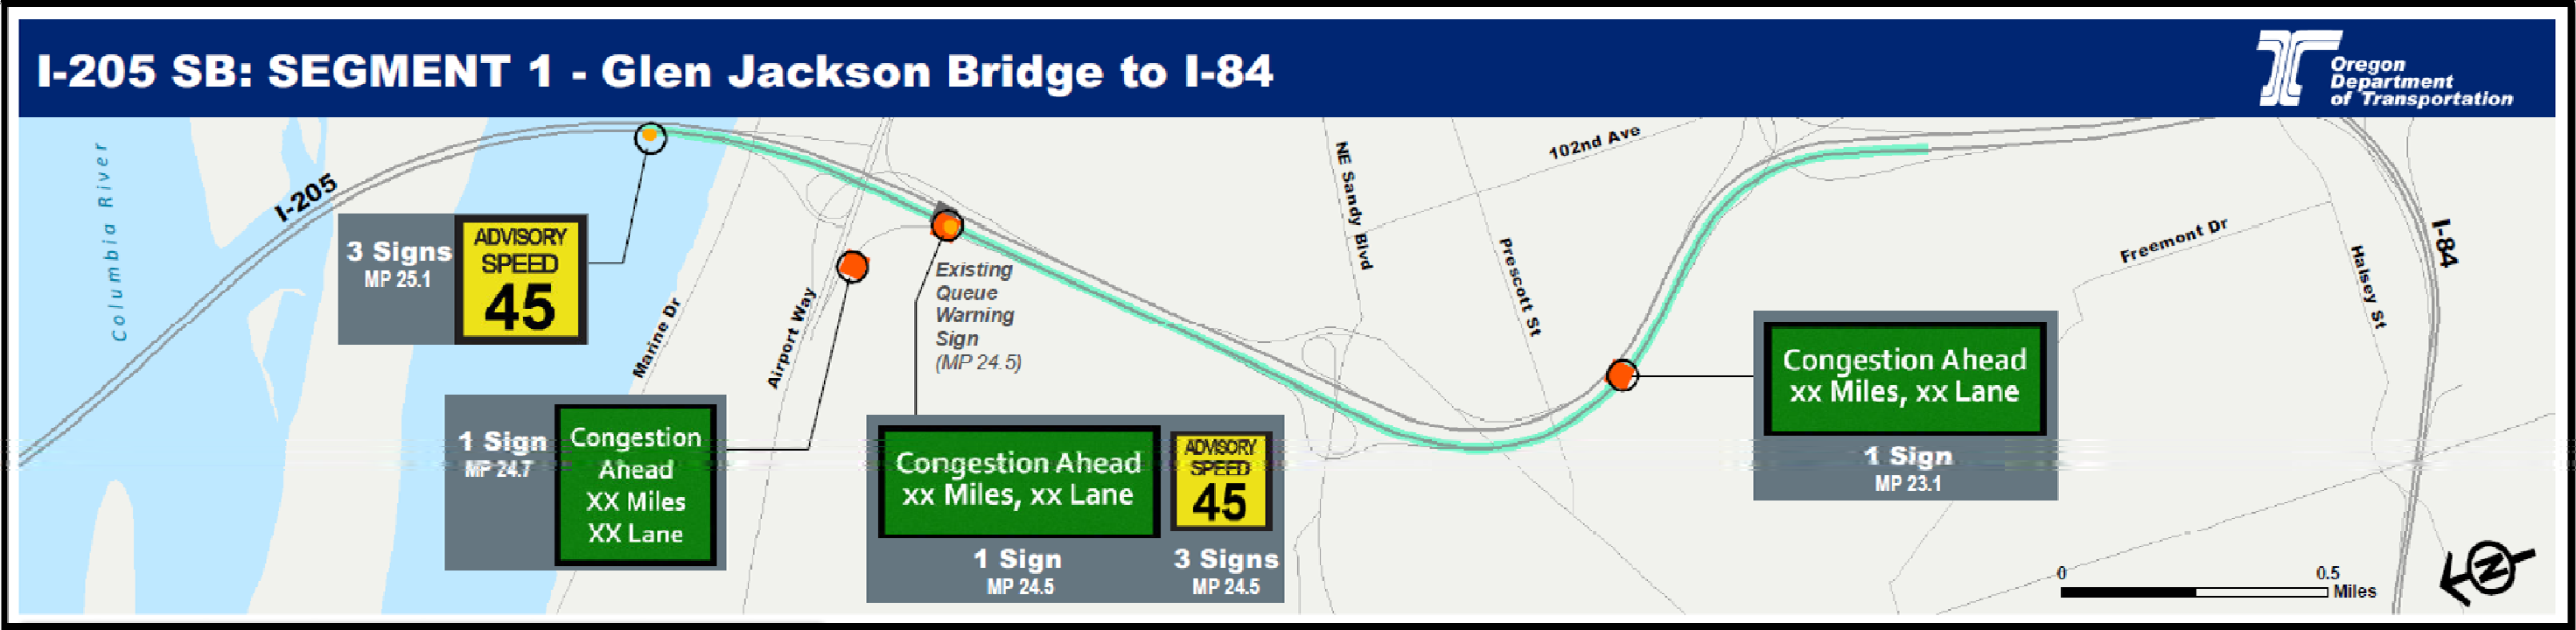 I-205 SB: SEGMENT 1 - Glen Jackson Bridge to I-84
Oregon
Department
of Transportation
Columbia River
I-205
3 Signs
MP 25.1
ADVISORY
SPEED
45
Marine Dr
Airport Way
1 Sign
MP 24.7
Congestion
Ahead
XX Miles
XX Lane
Existing
Queue
Warning
Sign
(MP 24.5)
Congestion Ahead
xx Miles, xx Lane
1 Sign
MP 24.5
ADVISORY
SPEED
45
3 Signs
MP 24.5
NE Sandy Blvd
Prescott St
102nd Ave
Congestion Ahead
xx Miles, xx Lane
1 Sign
MP 23.1
Freemont Dr
Halsey St
I-84
0
0.5
Miles
N